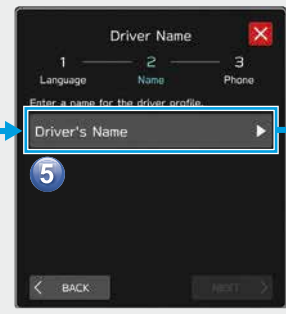 Driver Name
1 2 3
Language Name Phone
Enter a name for the driver profile.
Driver's Name
5
BACK NEXT